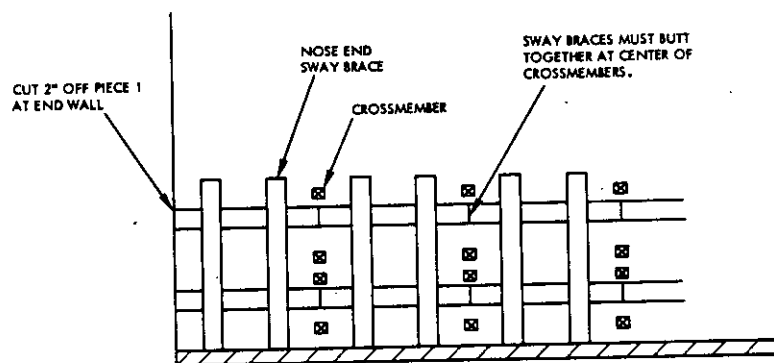 NOSE END
SWAY BRACE
SWAY BRACES MUST BUTT
TOGETHER AT CENTER OF
CROSSMEMBERS.
CUT 2" OFF PIECE 1
AT END WALL
CROSSMEMBER